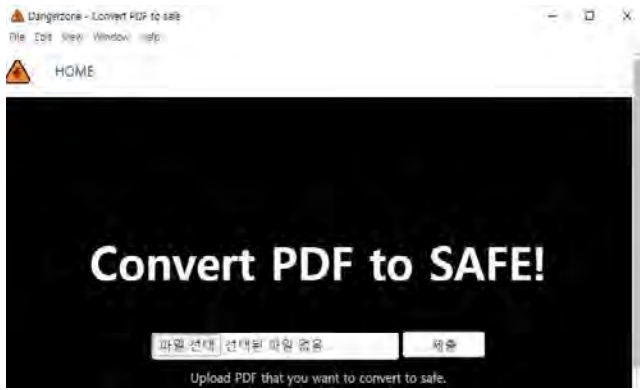 Dangerzone - Convert PDF to safe
File Edit View Window Help
HOME
Convert PDF to SAFE!
파일 선택 선택된 파일 없음 제출
Upload PDF that you want to convert to safe.